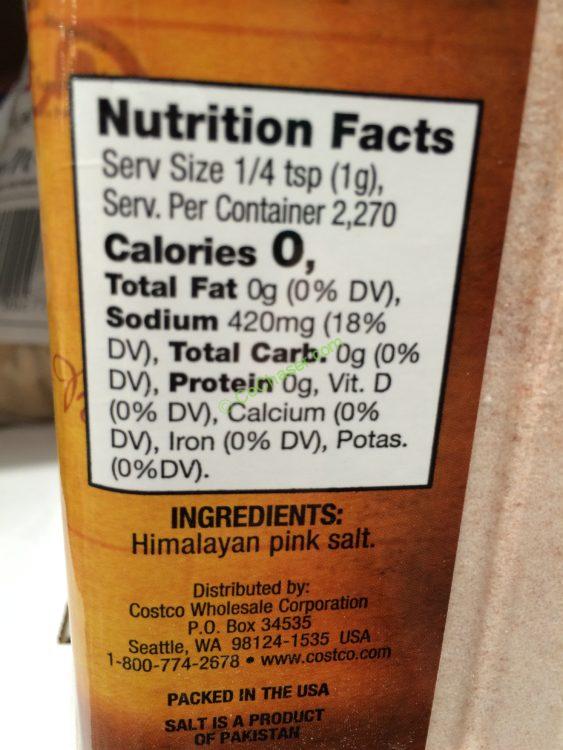 Nutrition Facts
Serv Size 1/4 tsp (1g),
Serv. Per Container 2,270
Calories 0,
Total Fat 0g (0% DV),
Sodium 420mg (18%
DV), Total Carb. 0g (0%
DV), Protein 0g, Vit. D
(0% DV), Calcium (0%
DV), Iron (0% DV), Potas.
(0%DV).
INGREDIENTS:
Himalayan pink salt.
Distributed by:
Costco Wholesale Corporation
P.O. Box 34535
Seattle, WA 98124-1535 USA
1-800-774-2678 • www.costco.com
PACKED IN THE USA
SALT IS A PRODUCT
OF PAKISTAN